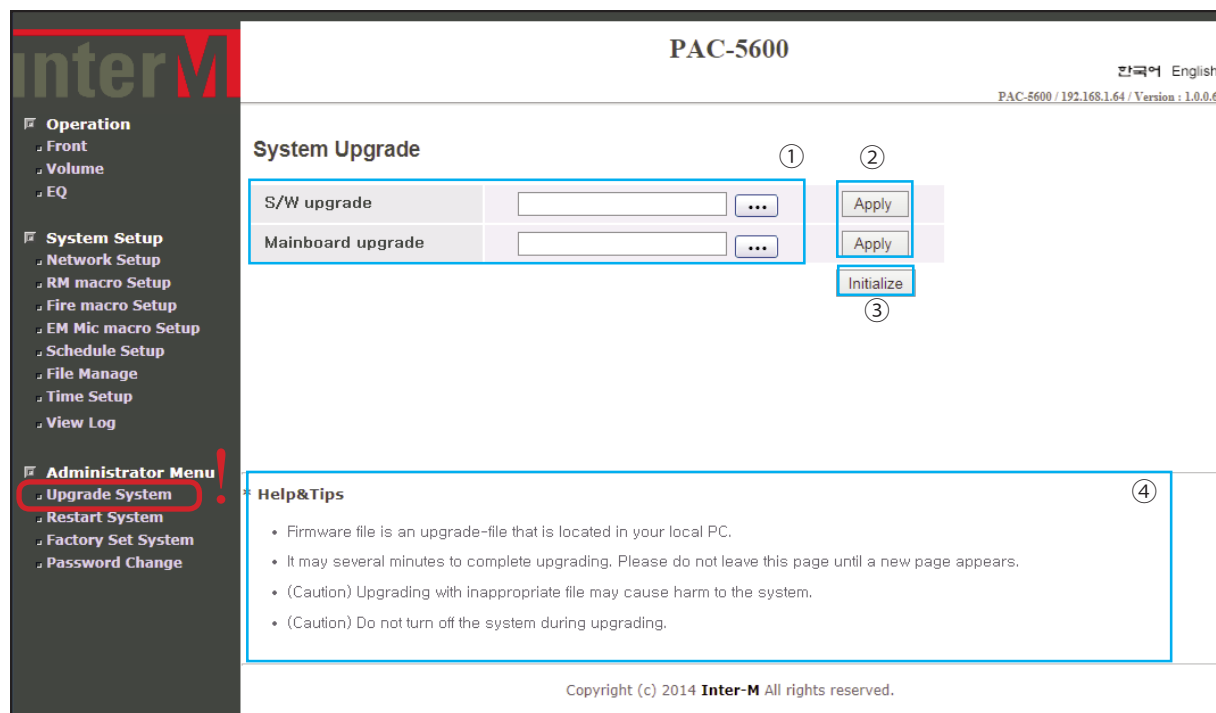 inter M
PAC-5600
한국어 English
PAC-5600 / 192.168.1.64 / Version : 1.0.0.6
Operation
Front
Volume
EQ
System Setup
Network Setup
RM macro Setup
Fire macro Setup
EM Mic macro Setup
Schedule Setup
File Manage
Time Setup
View Log
Administrator Menu
!
Upgrade System
Restart System
Factory Set System
Password Change
System Upgrade
① ②
S/W upgrade ... Apply
Mainboard upgrade ... Apply
Initialize
③
* Help&Tips ④
• Firmware file is an upgrade-file that is located in your local PC.
• It may several minutes to complete upgrading. Please do not leave this page until a new page appears.
• (Caution) Upgrading with inappropriate file may cause harm to the system.
• (Caution) Do not turn off the system during upgrading.
Copyright (c) 2014 Inter-M All rights reserved.